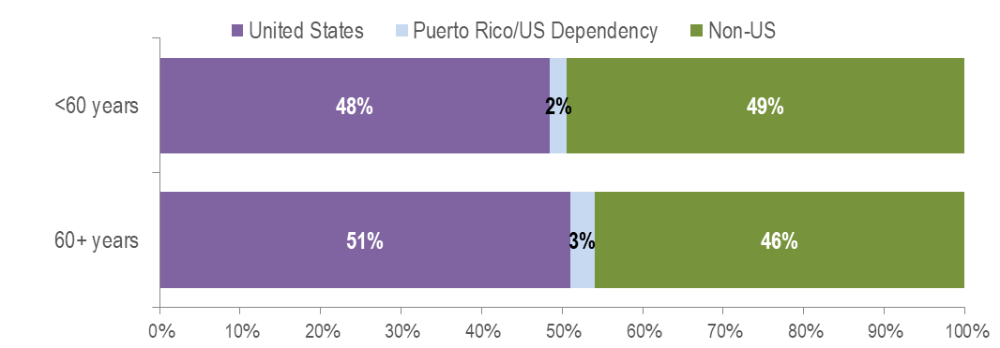 United States Puerto Rico/US Dependency Non-US
<60 years 48% 2% 49%
60+ years 51% 3% 46%
0% 10% 20% 30% 40% 50% 60% 70% 80% 90% 100%